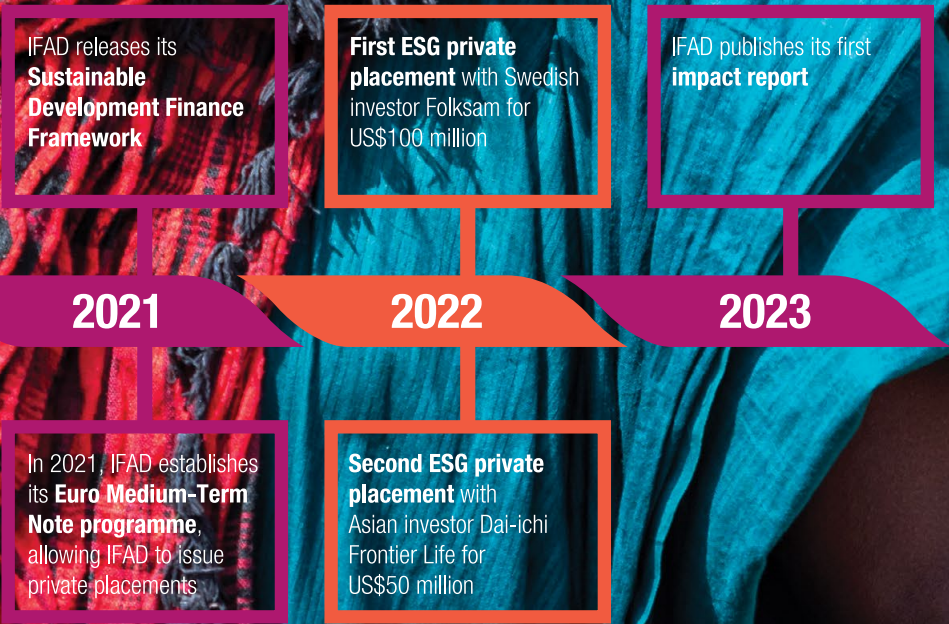 IFAD releases its
Sustainable
Development Finance
Framework
First ESG private
placement with Swedish
investor Folksam for
US$100 million
IFAD publishes its first
impact report
2021
2022
2023
In 2021, IFAD establishes
its Euro Medium-Term
Note programme,
allowing IFAD to issue
private placements
Second ESG private
placement with
Asian investor Dai-ichi
Frontier Life for
US$50 million